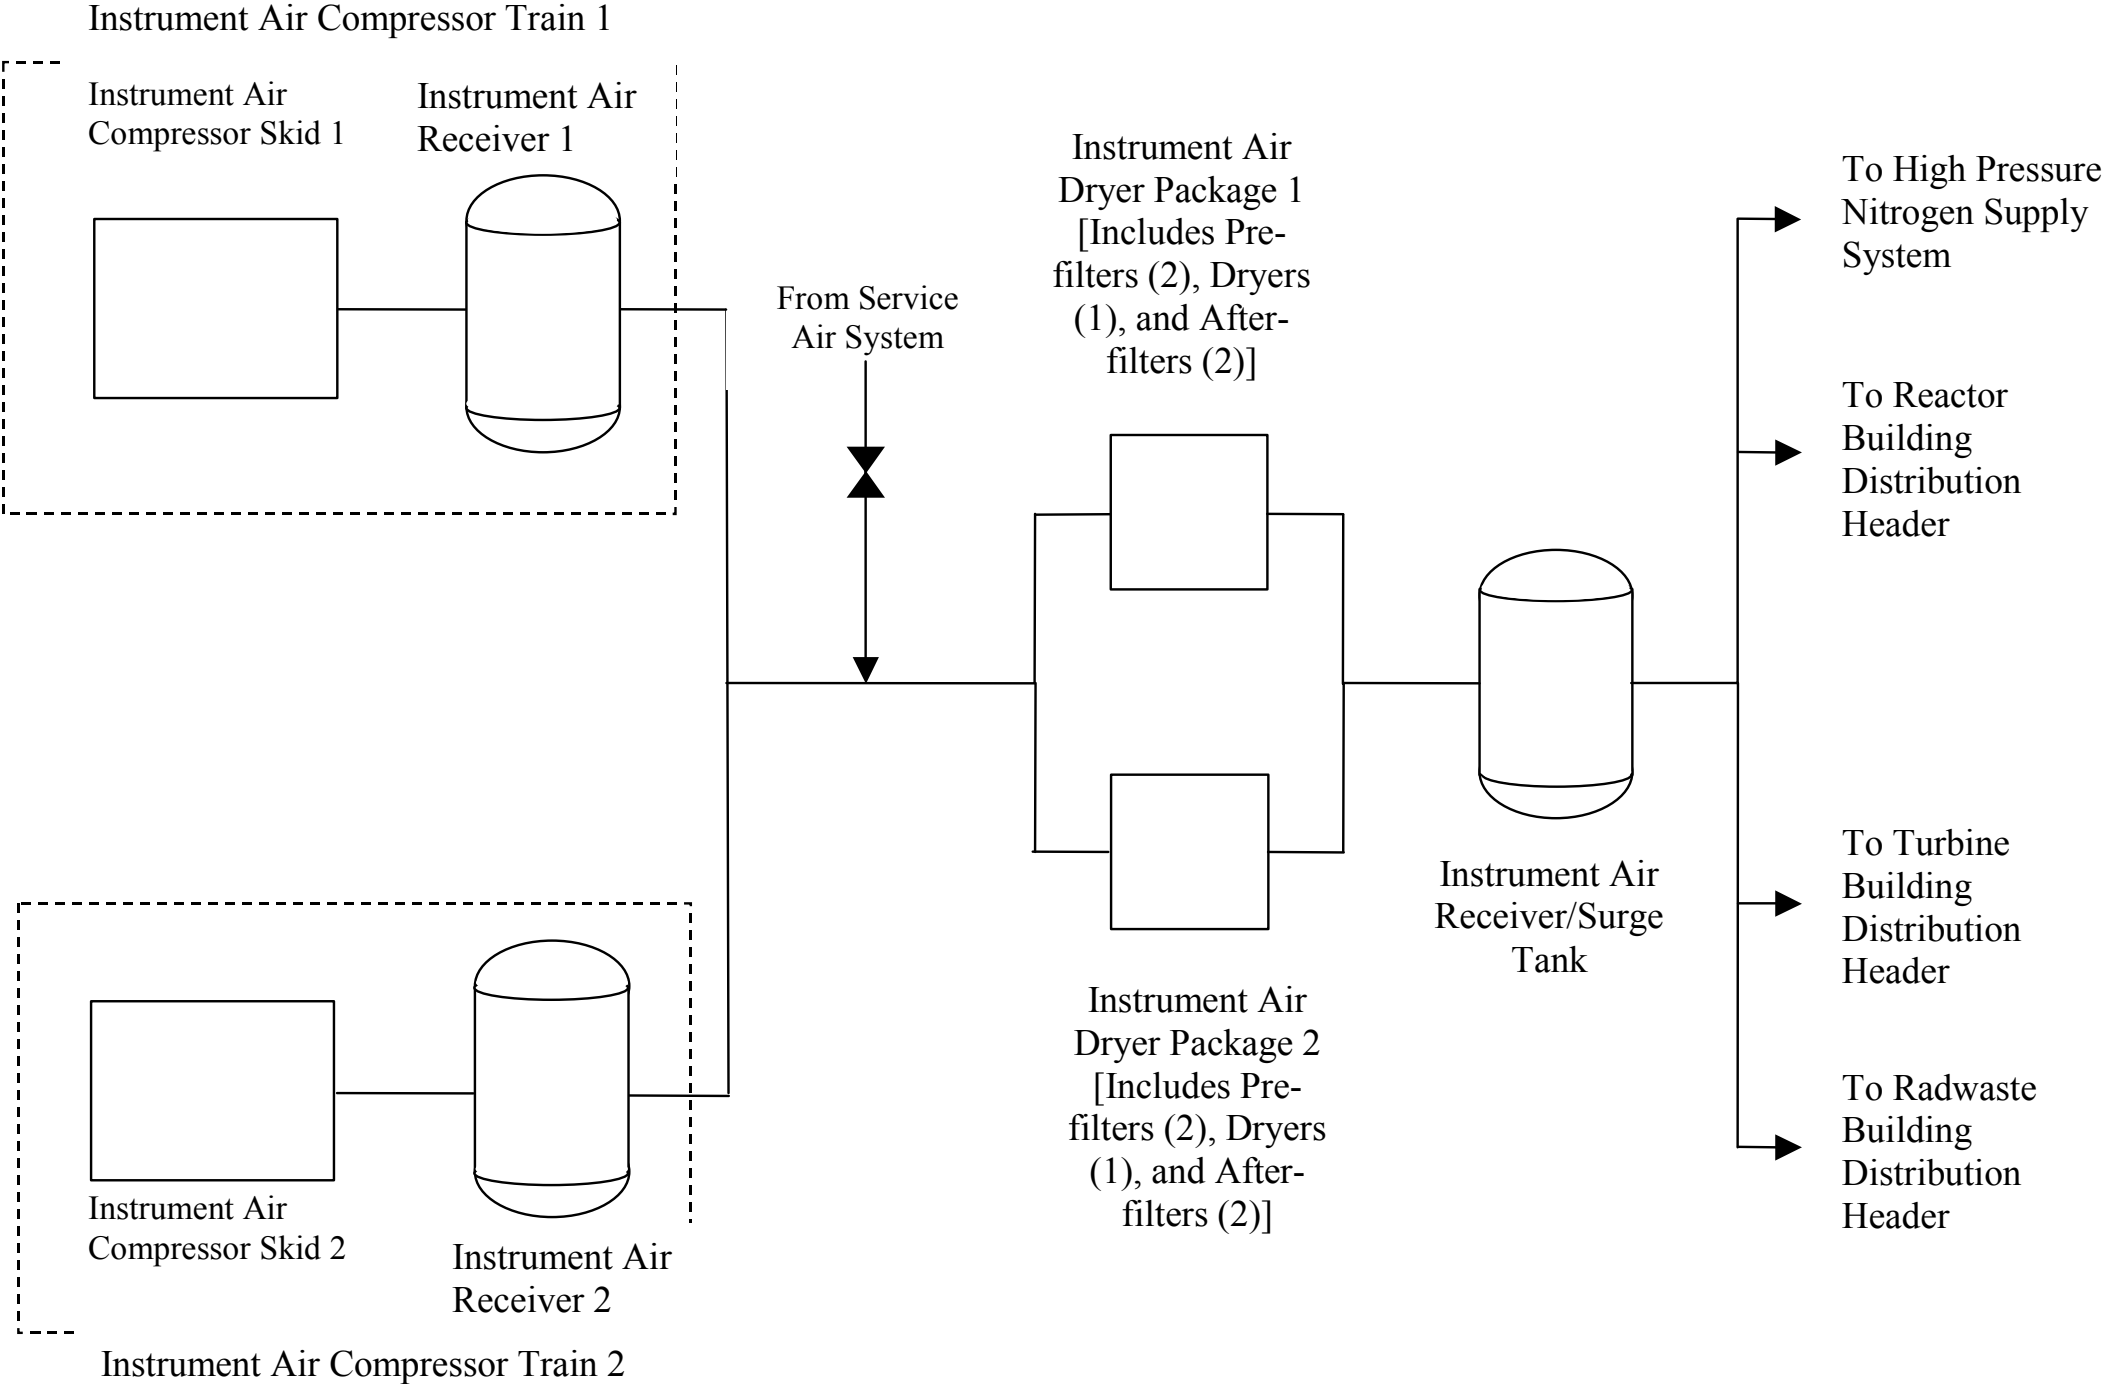 Instrument Air Compressor Train 1
Instrument Air
Compressor Skid 1
Instrument Air
Receiver 1
From Service
Air System
Instrument Air
Dryer Package 1
[Includes Pre-
filters (2), Dryers
(1), and After-
filters (2)]
To High Pressure
Nitrogen Supply
System
To Reactor
Building
Distribution
Header
Instrument Air
Receiver/Surge
Tank
To Turbine
Building
Distribution
Header
Instrument Air
Dryer Package 2
[Includes Pre-
filters (2), Dryers
(1), and After-
filters (2)]
To Radwaste
Building
Distribution
Header
Instrument Air
Compressor Skid 2
Instrument Air
Receiver 2
Instrument Air Compressor Train 2